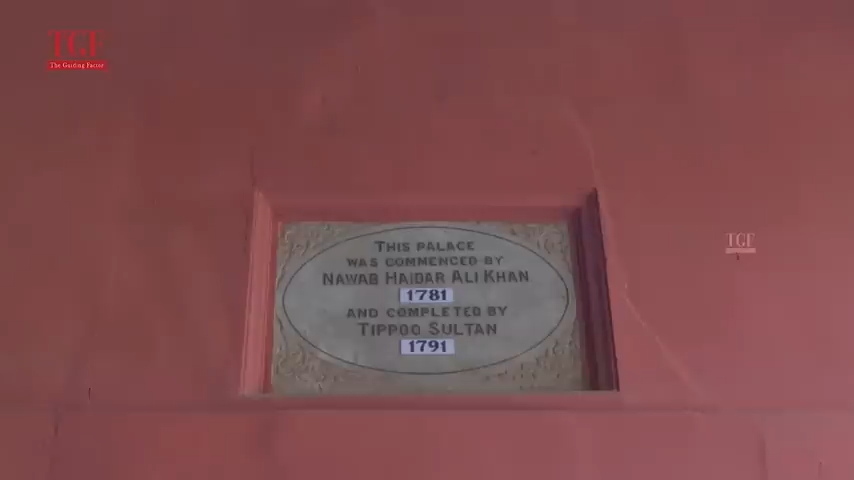 TGF
The Guiding Factor
TGF
THIS PALACE
WAS COMMENCED BY
NAWAB HAIDAR ALI KHAN
1781
AND COMPLETED BY
TIPPOO SULTAN
1791